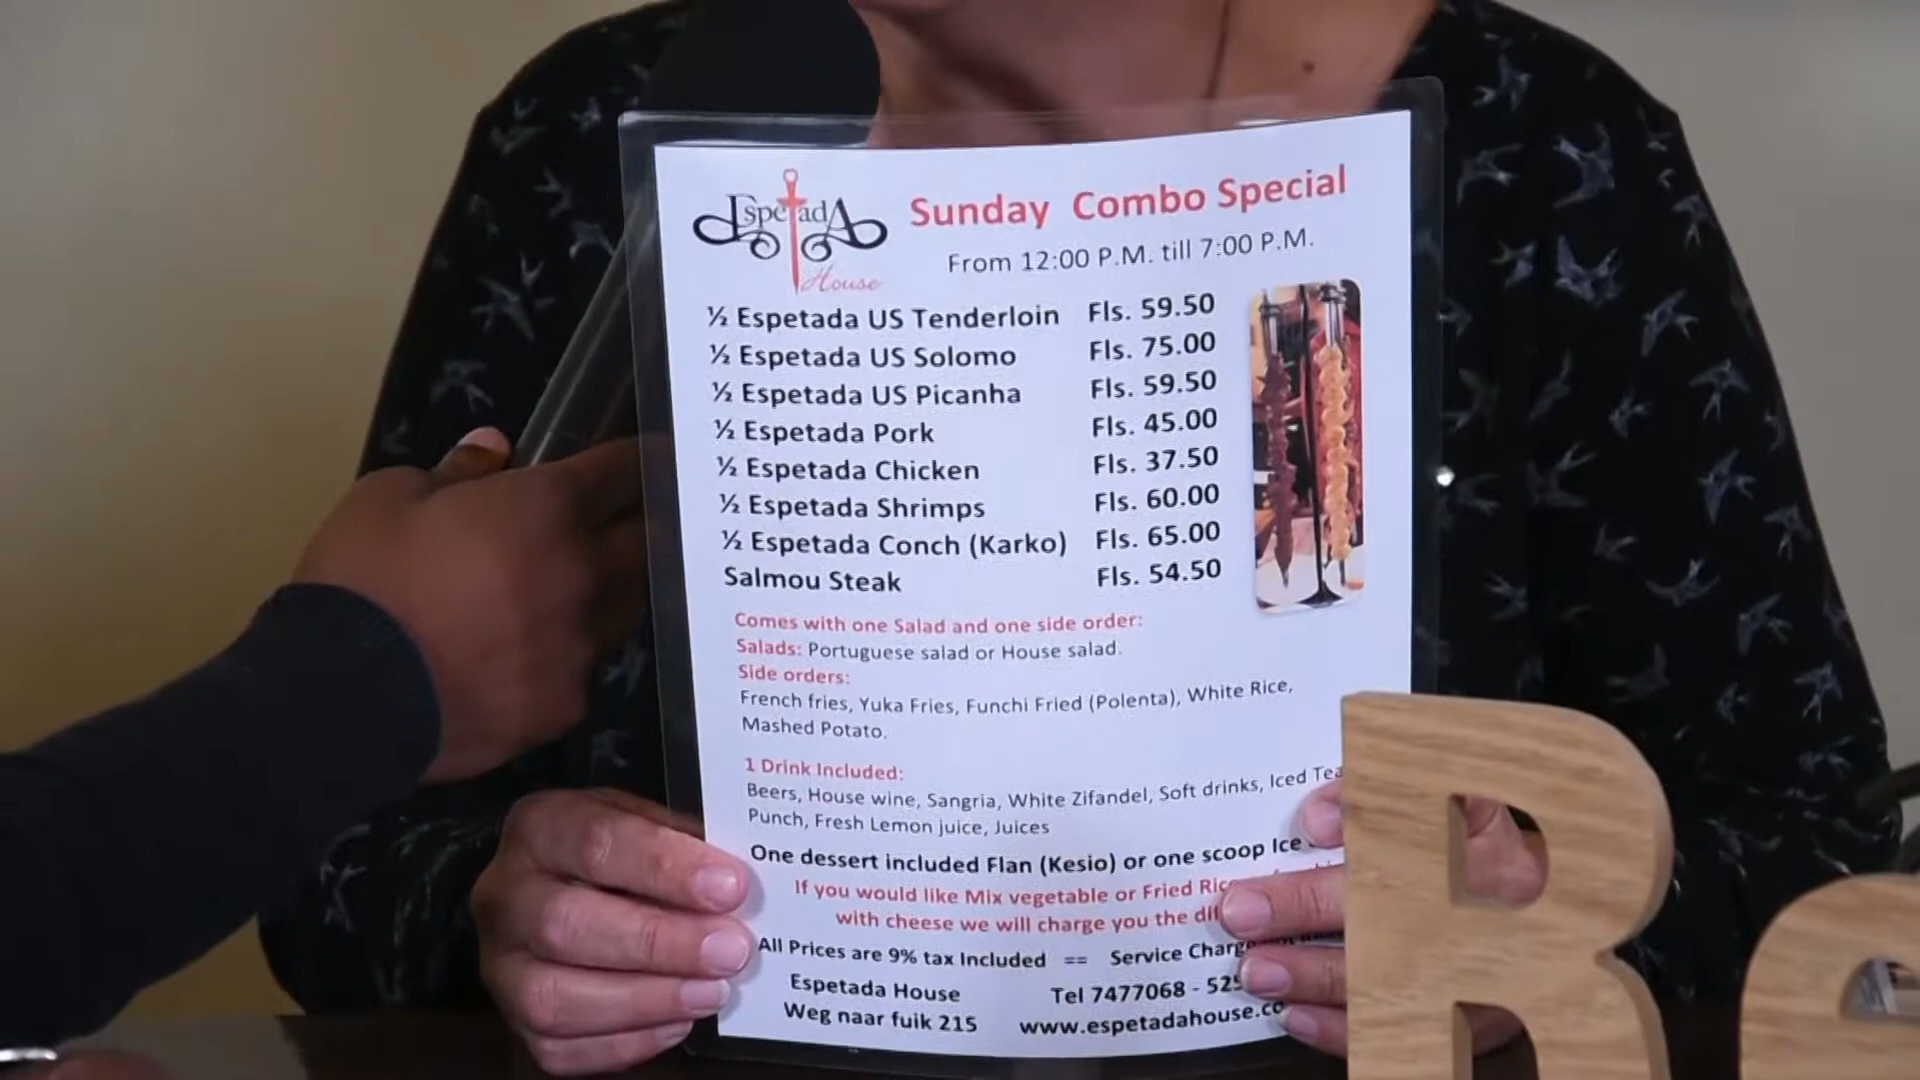 Espetada
House
Sunday Combo Special
From 12:00 P.M. till 7:00 P.M.
½ Espetada US Tenderloin Fls. 59.50
½ Espetada US Solomo Fls. 75.00
½ Espetada US Picanha Fls. 59.50
½ Espetada Pork Fls. 45.00
½ Espetada Chicken Fls. 37.50
½ Espetada Shrimps Fls. 60.00
½ Espetada Conch (Karko) Fls. 65.00
Salmou Steak Fls. 54.50
Comes with one Salad and one side order:
Salads: Portuguese salad or House salad.
Side orders:
French fries, Yuka Fries, Funchi Fried (Polenta), White Rice,
Mashed Potato.
1 Drink Included:
Beers, House wine, Sangria, White Zifandel, Soft drinks, Iced Tea
Punch, Fresh Lemon juice, Juices
One dessert included Flan (Kesio) or one scoop Ice
If you would like Mix vegetable or Fried
with cheese we will charge you the
All Prices are 9% tax Included == Service Charge
Espetada House Tel 7477068 - 525
Weg naar fuik 215 www.espetadahouse.co
R